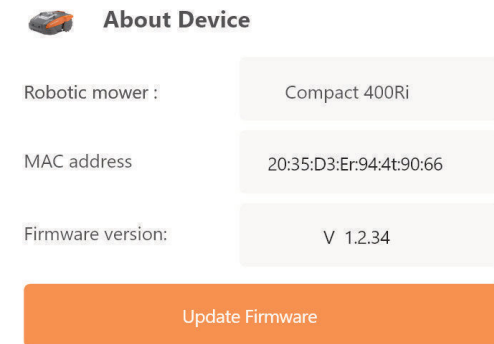 About Device
Robotic mower : Compact 400Ri
MAC address 20:35:D3:Er:94:4t:90:66
Firmware version: V 1.2.34
Update Firmware